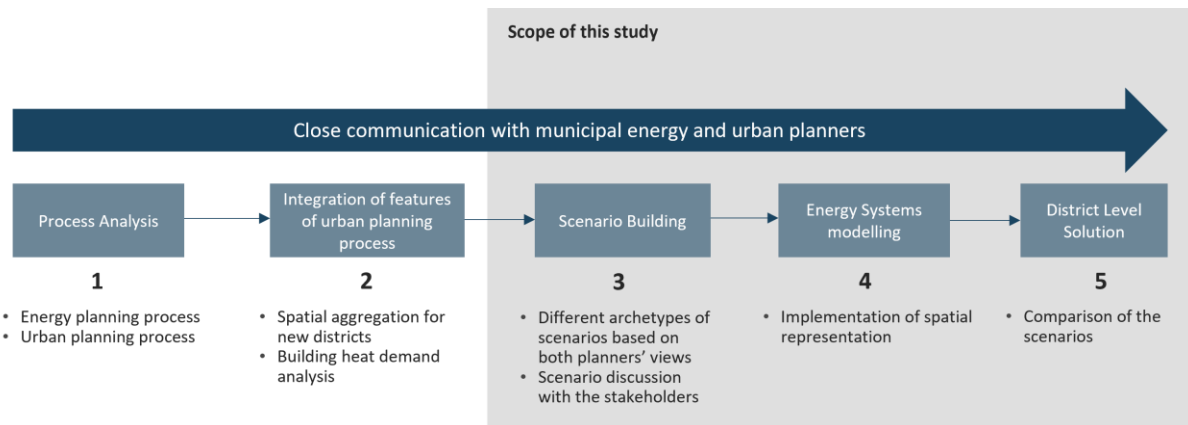 Scope of this study
Close communication with municipal energy and urban planners
Process Analysis
1
• Energy planning process
• Urban planning process
Integration of features
of urban planning
process
2
• Spatial aggregation for
new districts
• Building heat demand
analysis
Scenario Building
3
• Different archetypes of
scenarios based on
both planners’ views
• Scenario discussion
with the stakeholders
Energy Systems
modelling
4
• Implementation of spatial
representation
District Level
Solution
5
• Comparison of the
scenarios